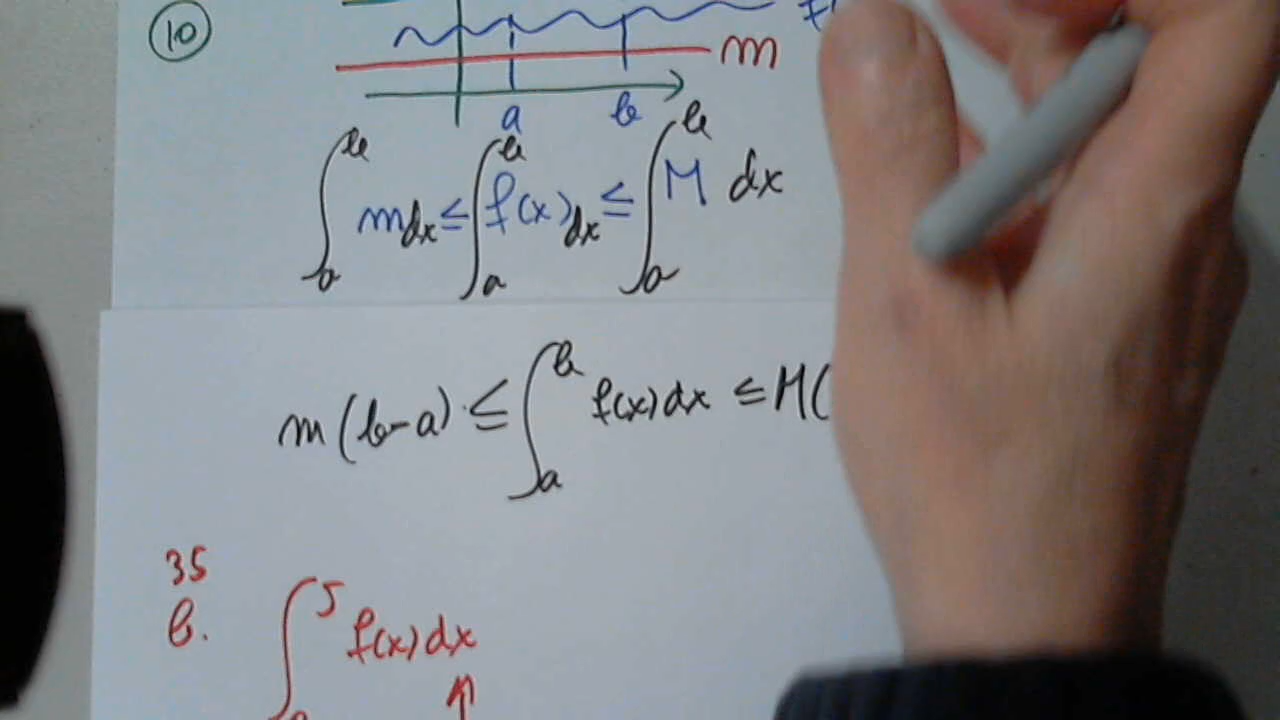 10
m
a b
∫_a^b m dx ≤ ∫_a^b f(x) dx ≤ ∫_a^b M dx
m(b-a) ≤ ∫_a^b f(x)dx ≤ M(
35
b. ∫^5 f(x)dx
↑